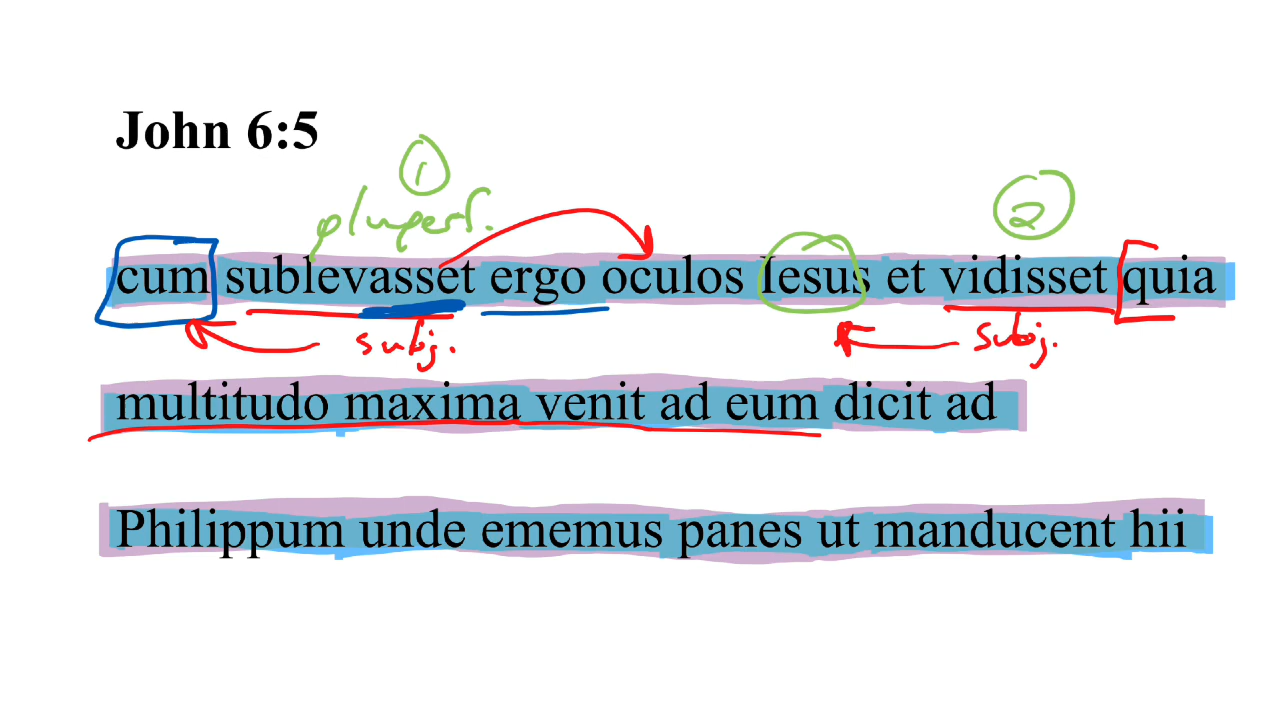 John 6:5
1
pluperf.
2
cum sublevasset ergo oculos Iesus et vidisset quia
subj.
subj.
multitudo maxima venit ad eum dicit ad
Philippum unde ememus panes ut manducent hii